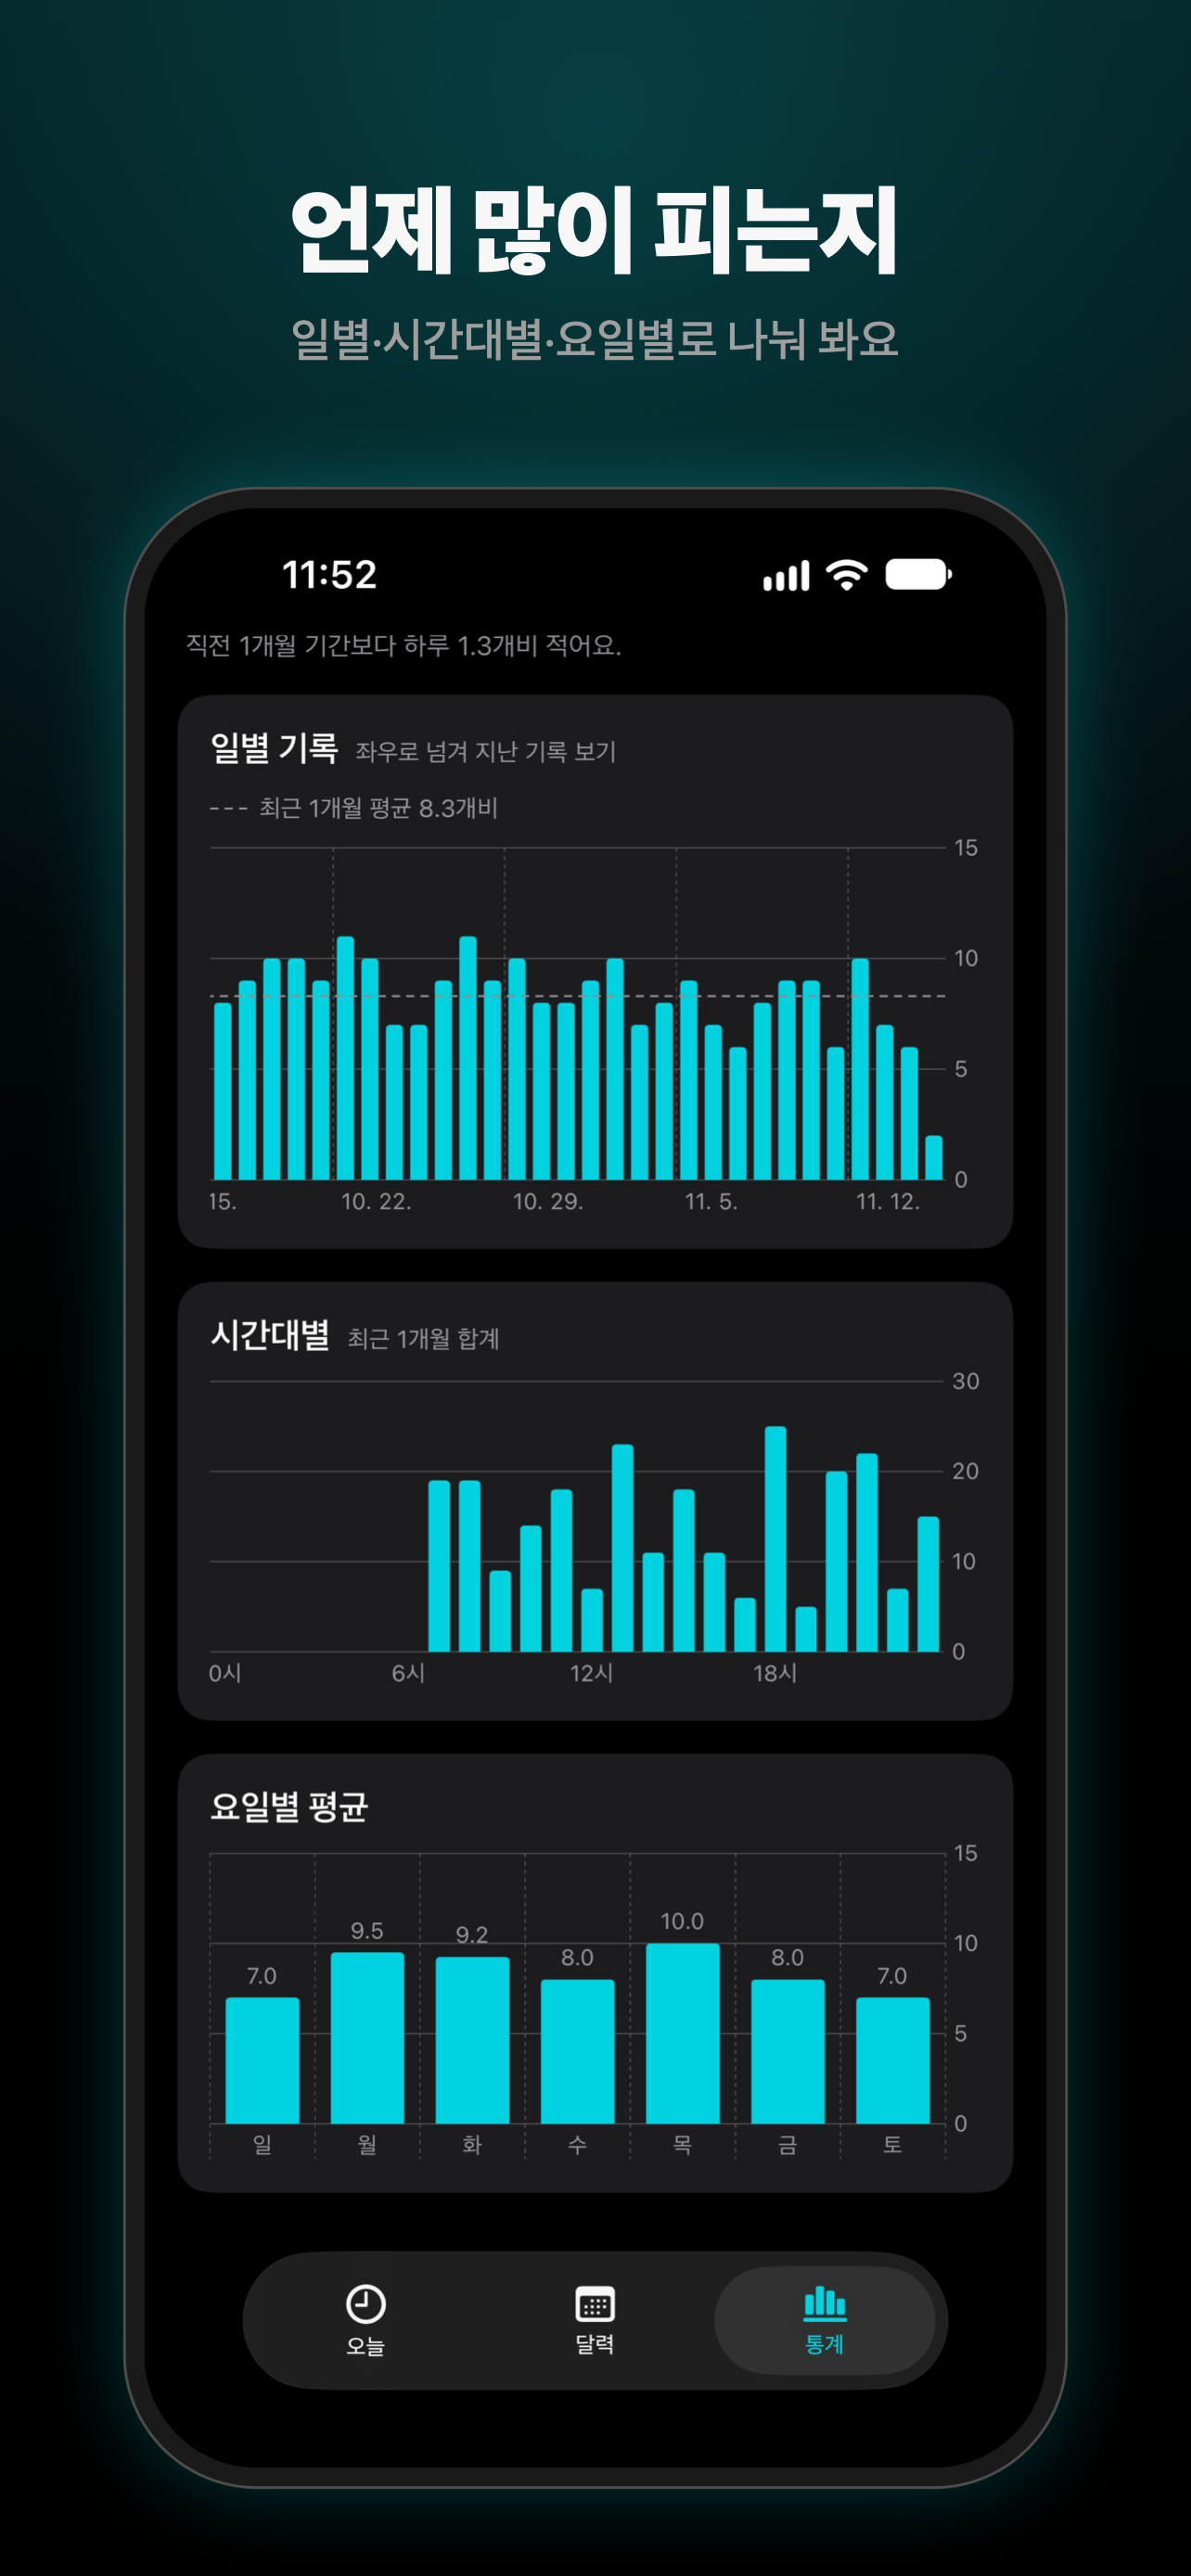 언제 많이 피는지
일별·시간대별·요일별로 나눠 봐요
11:52
직전 1개월 기간보다 하루 1.3개비 적어요.
일별 기록 좌우로 넘겨 지난 기록 보기
--- 최근 1개월 평균 8.3개비
15
10
5
0
15. 10. 22. 10. 29. 11. 5. 11. 12.
시간대별 최근 1개월 합계
30
20
10
0
0시 6시 12시 18시
요일별 평균
15
10
5
0
7.0 9.5 9.2 8.0 10.0 8.0 7.0
일 월 화 수 목 금 토
오늘 달력 통계